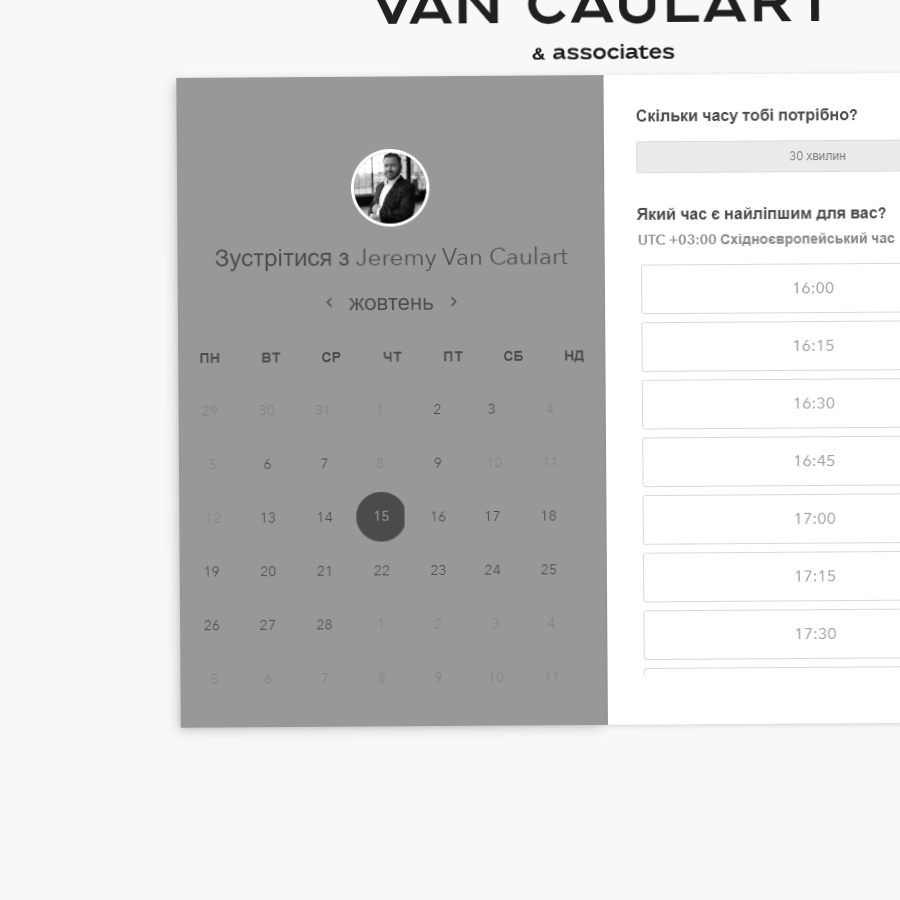 VAN CAULART
& associates
Зустрітися з Jeremy Van Caulart
жовтень
ПН ВТ СР ЧТ ПТ СБ НД
29 30 31 1 2 3 4
5 6 7 8 9 10 11
12 13 14 15 16 17 18
19 20 21 22 23 24 25
26 27 28 1 2 3 4
5 6 7 8 9 10 11
Скільки часу тобі потрібно?
30 хвилин
Який час є найліпшим для вас?
UTC +03:00 Східноєвропейський час
16:00
16:15
16:30
16:45
17:00
17:15
17:30